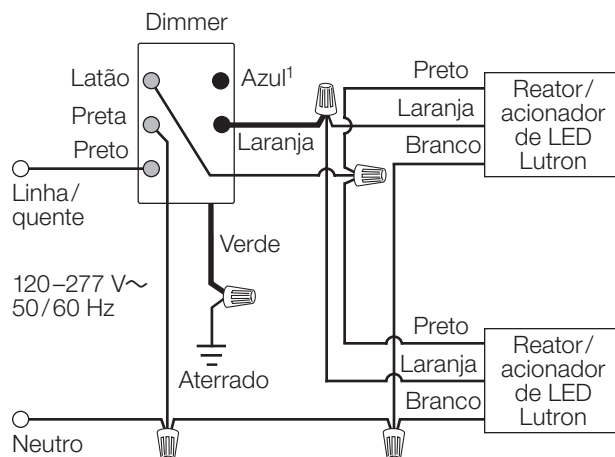 Dimmer
Latão
Azul¹
Preta
Laranja
Preto
Linha/
quente
Verde
120–277 V~
50/60 Hz
Aterrado
Neutro
Preto
Laranja
Branco
Reator/
acionador
de LED
Lutron
Preto
Laranja
Branco
Reator/
acionador
de LED
Lutron